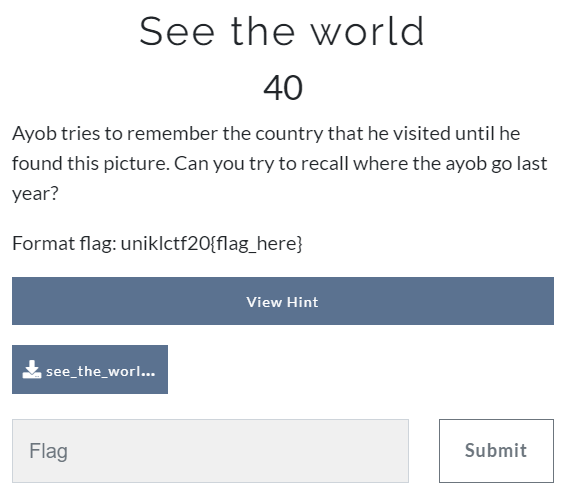 See the world
40
Ayob tries to remember the country that he visited until he
found this picture. Can you try to recall where the ayob go last
year?
Format flag: uniklctf20{flag_here}
View Hint
see_the_worl...
Flag
Submit